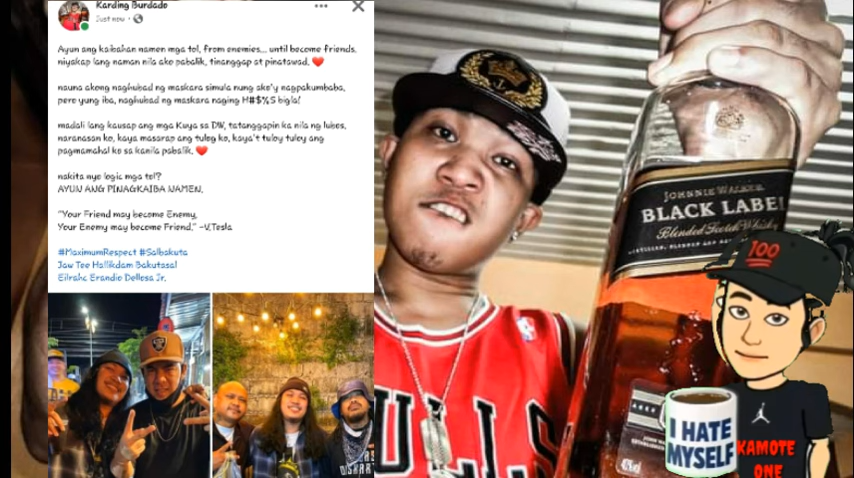 Karding Burdado
Just now
Ayun ang kaibahan namen mga tol, from enemies... until become friends.
niyakap lang naman nila ako pabalik, tinanggap at pinatawad. ❤️
nauna akong naghubad ng maskara simula nung ako'y nagpakumbaba,
pero yung iba, naghubad ng maskara naging H#$%S bigla!
madali lang kausap ang mga Kuya sa DW, tatanggapin ka nila ng lubos,
naranasan ko, kaya masarap ang tulog ko, kaya't tuloy tuloy ang
pagmamahal ko sa kanila pabalik. ❤️
nakita nyo logic mga tol?
AYUN ANG PINAGKAIBA NAMEN.
"Your Friend may become Enemy,
Your Enemy may become Friend." -V.Tesla
#MaximumRespect #Salbakuta
Jaw Tee Hallikdam Bakutasal
Eilrahc Erandio Dellosa Jr.
JOHNNIE WALKER
BLACK LABEL
Blended Scotch Whisky
BULLS
100
I HATE
MYSELF
KAMOTE
ONE